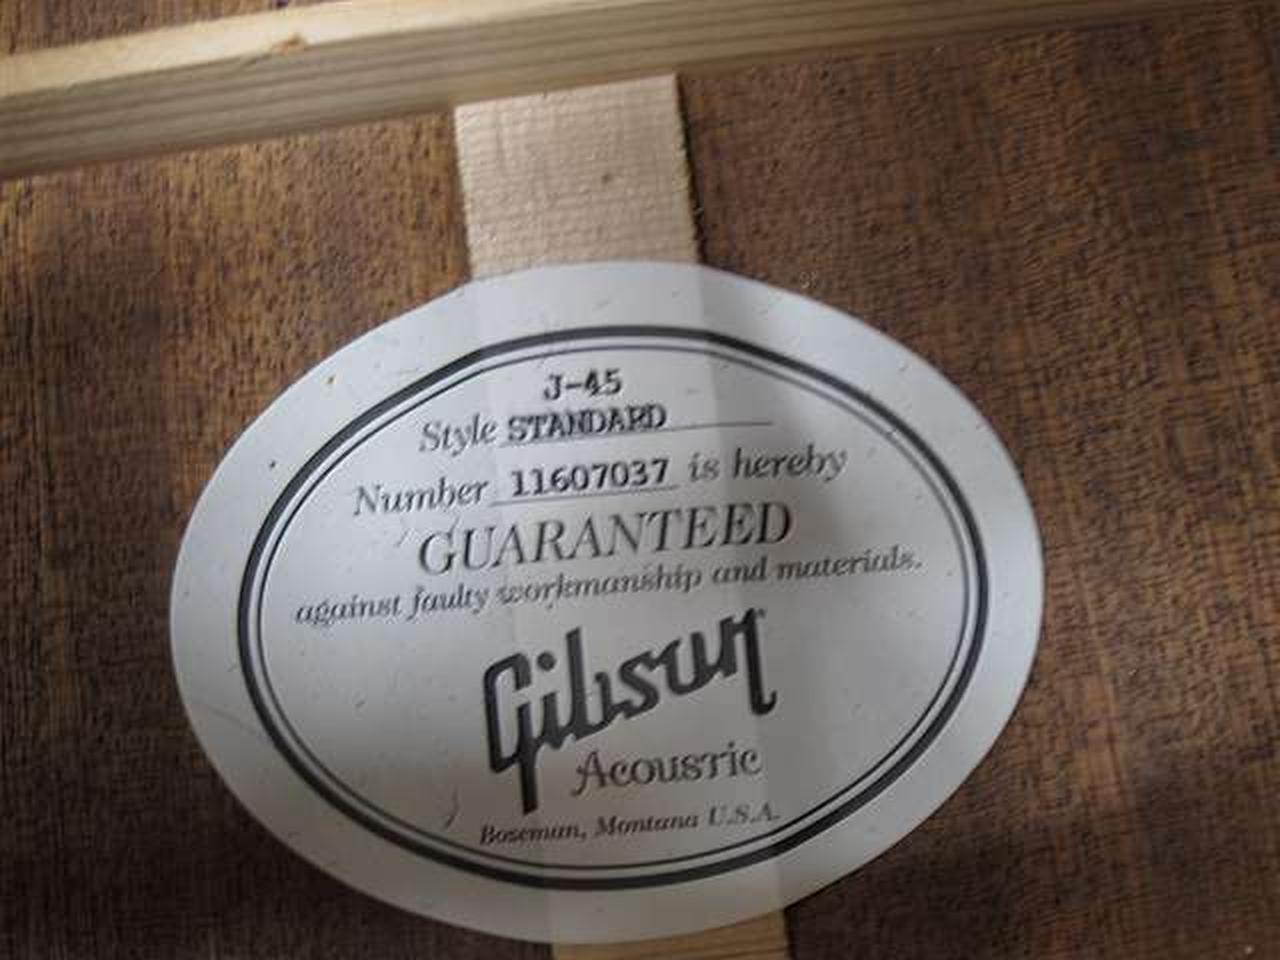 J-45
Style STANDARD
Number 11607037 is hereby
GUARANTEED
against faulty workmanship and materials.
Gibson
Acoustic
Bozeman, Montana U.S.A.